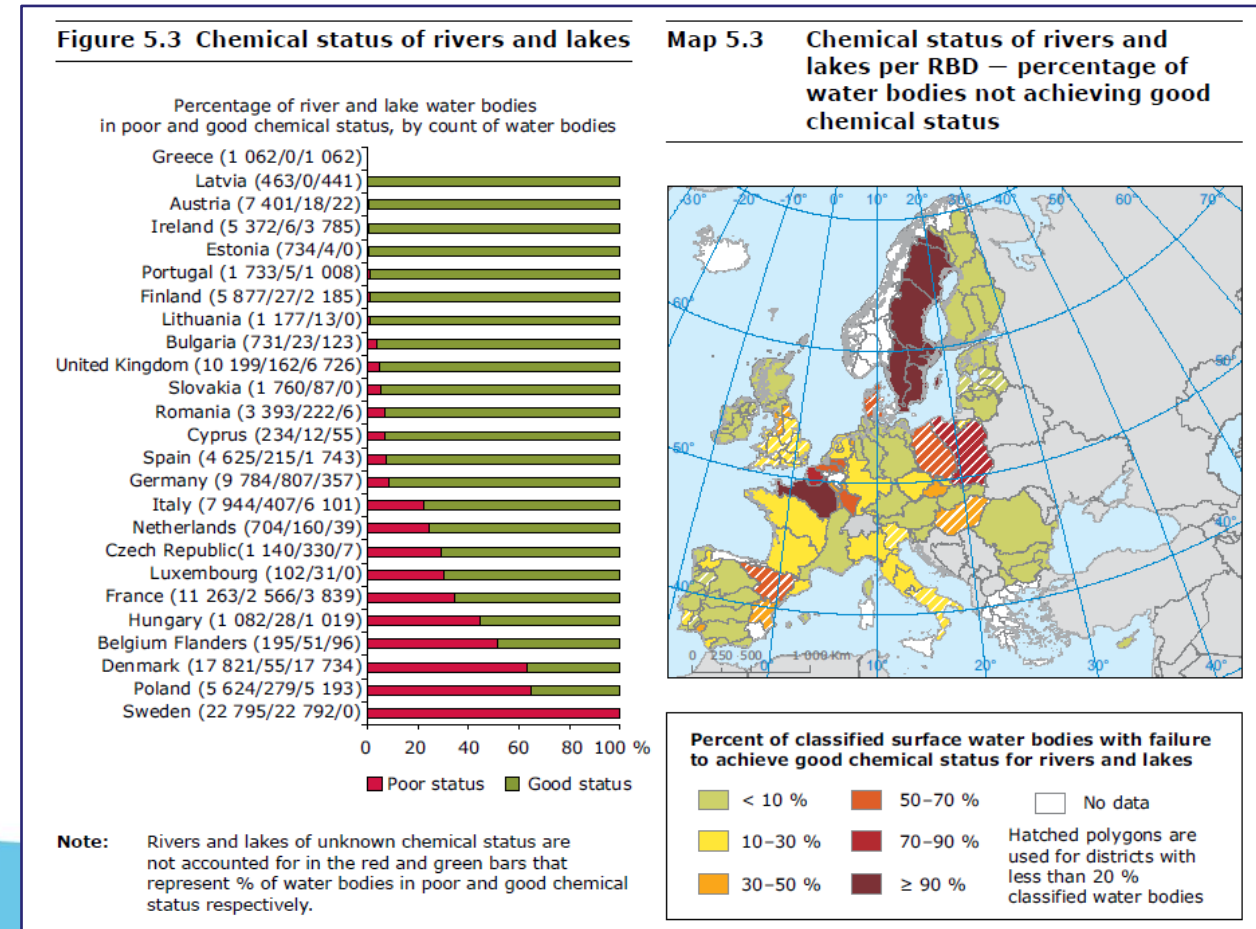 Figure 5.3 Chemical status of rivers and lakes
Percentage of river and lake water bodies
in poor and good chemical status, by count of water bodies
Greece (1 062/0/1 062)
Latvia (463/0/441)
Austria (7 401/18/22)
Ireland (5 372/6/3 785)
Estonia (734/4/0)
Portugal (1 733/5/1 008)
Finland (5 877/27/2 185)
Lithuania (1 177/13/0)
Bulgaria (731/23/123)
United Kingdom (10 199/162/6 726)
Slovakia (1 760/87/0)
Romania (3 393/222/6)
Cyprus (234/12/55)
Spain (4 625/215/1 743)
Germany (9 784/807/357)
Italy (7 944/407/6 101)
Netherlands (704/160/39)
Czech Republic(1 140/330/7)
Luxembourg (102/31/0)
France (11 263/2 566/3 839)
Hungary (1 082/28/1 019)
Belgium Flanders (195/51/96)
Denmark (17 821/55/17 734)
Poland (5 624/279/5 193)
Sweden (22 795/22 792/0)
0 20 40 60 80 100 %
Poor status Good status
Note: Rivers and lakes of unknown chemical status are
not accounted for in the red and green bars that
represent % of water bodies in poor and good chemical
status respectively.
Map 5.3 Chemical status of rivers and
lakes per RBD — percentage of
water bodies not achieving good
chemical status
-30° -20° -10° 0° 10° 20° 30° 40° 50° 60° 70°
60°
50°
50°
40°
40°
0 250 500 1 000 Km
0° 10° 20° 30° 40°
Percent of classified surface water bodies with failure
to achieve good chemical status for rivers and lakes
< 10 % 50–70 % No data
10–30 % 70–90 % Hatched polygons are
used for districts with
less than 20 %
30–50 % ≥ 90 % classified water bodies